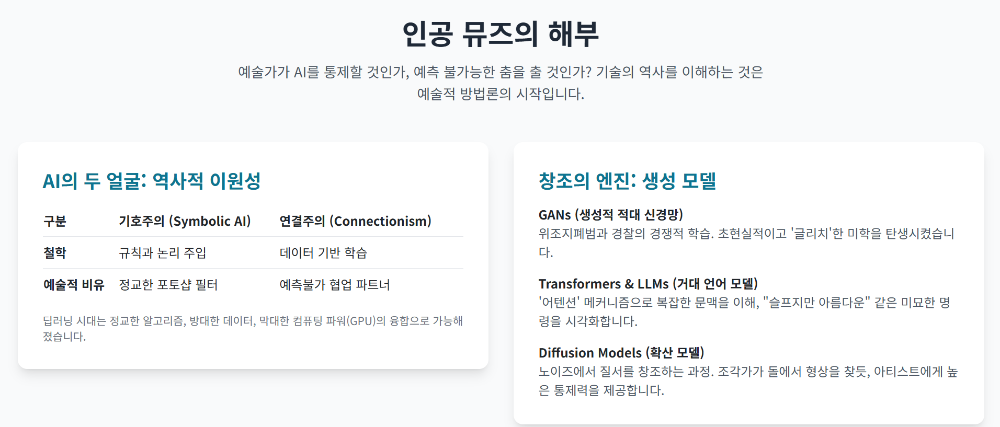 인공 뮤즈의 해부
예술가가 AI를 통제할 것인가, 예측 불가능한 춤을 출 것인가? 기술의 역사를 이해하는 것은
예술적 방법론의 시작입니다.
AI의 두 얼굴: 역사적 이원성
구분 기호주의 (Symbolic AI) 연결주의 (Connectionism)
철학 규칙과 논리 주입 데이터 기반 학습
예술적 비유 정교한 포토샵 필터 예측불가 협업 파트너
딥러닝 시대는 정교한 알고리즘, 방대한 데이터, 막대한 컴퓨팅 파워(GPU)의 융합으로 가능해
졌습니다.
창조의 엔진: 생성 모델
GANs (생성적 적대 신경망)
위조지폐범과 경찰의 경쟁적 학습. 초현실적이고 '글리치'한 미학을 탄생시켰습니
다.
Transformers & LLMs (거대 언어 모델)
'어텐션' 메커니즘으로 복잡한 문맥을 이해, "슬프지만 아름다운" 같은 미묘한 명
령을 시각화합니다.
Diffusion Models (확산 모델)
노이즈에서 질서를 창조하는 과정. 조각가가 돌에서 형상을 찾듯, 아티스트에게 높
은 통제력을 제공합니다.